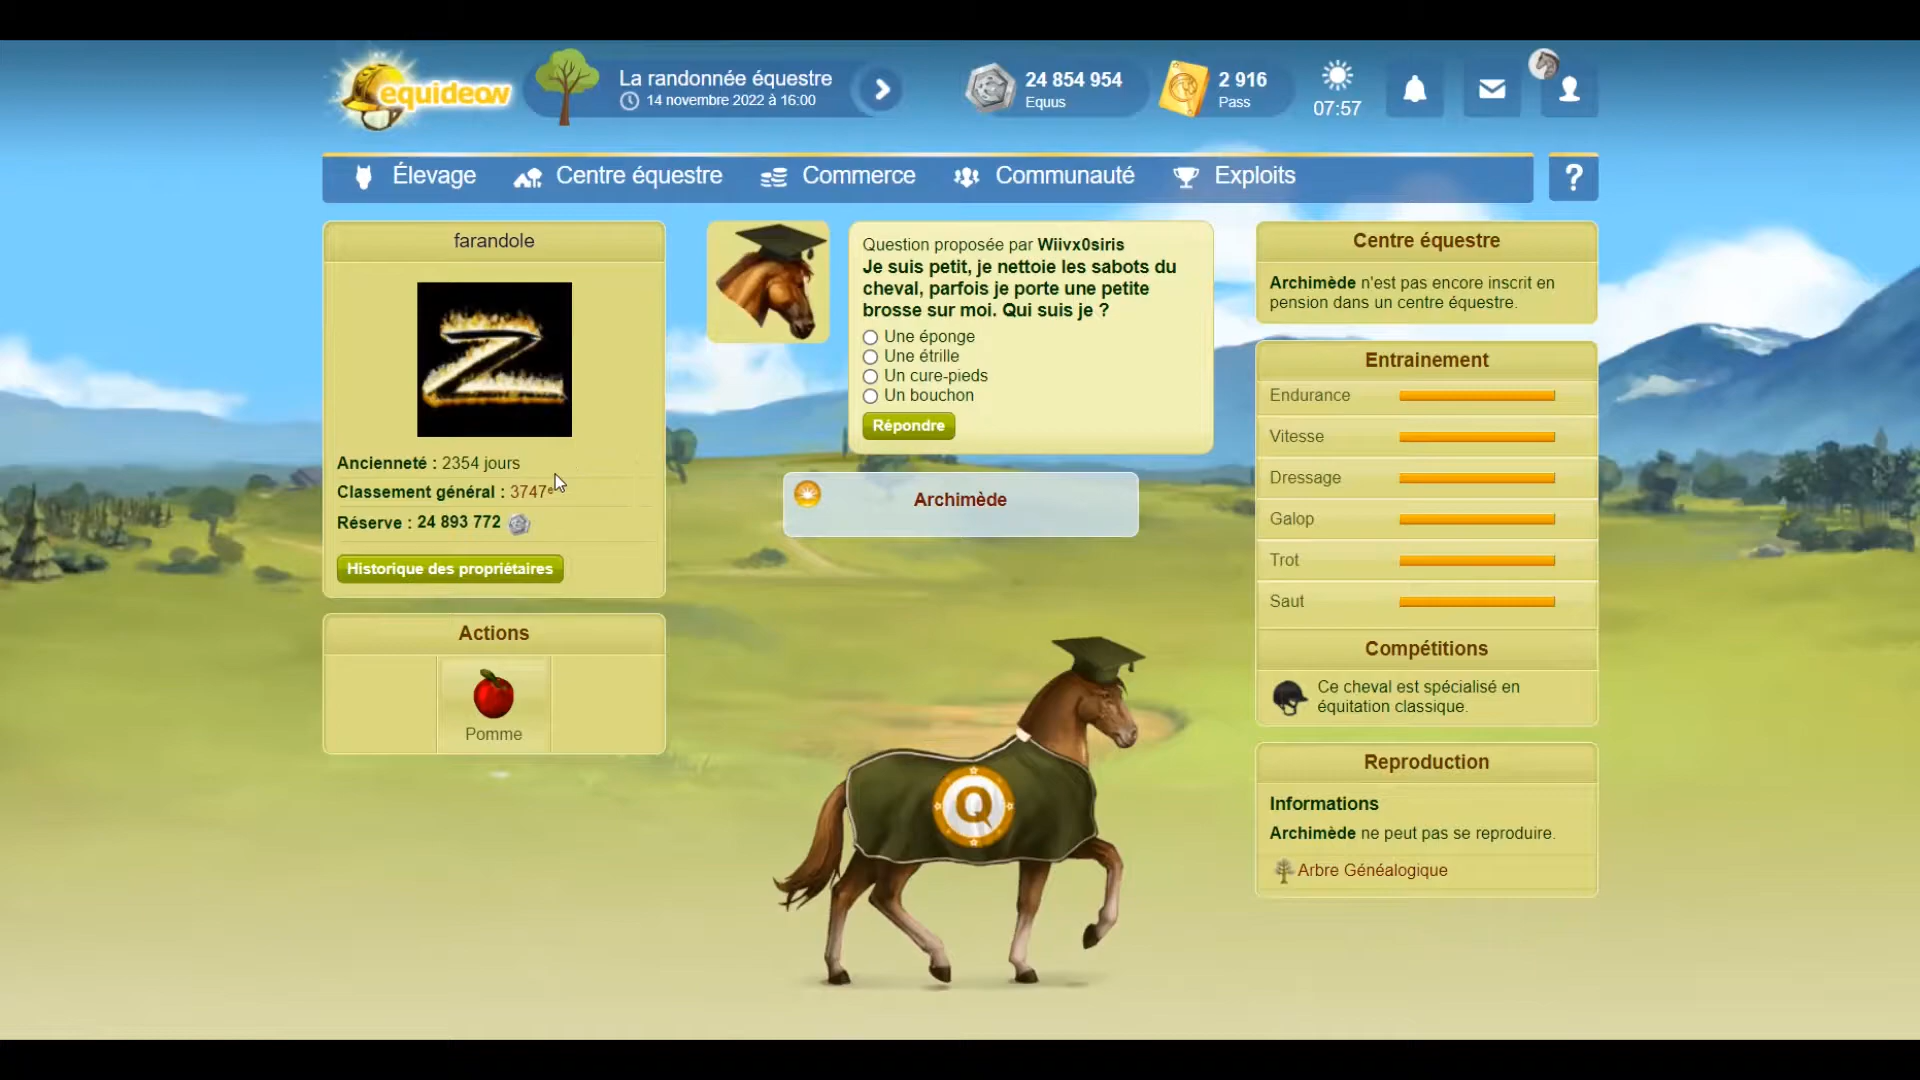 equideow
La randonnée équestre
14 novembre 2022 à 16:00
24 854 954
Equus
2 916
Pass
07:57
Élevage
Centre équestre
Commerce
Communauté
Exploits
?
farandole
Z
Ancienneté : 2354 jours
Classement général : 3747e
Réserve : 24 893 772
Historique des propriétaires
Actions
Pomme
Question proposée par Wiivx0siris
Je suis petit, je nettoie les sabots du
cheval, parfois je porte une petite
brosse sur moi. Qui suis je ?
Une éponge
Une étrille
Un cure-pieds
Un bouchon
Répondre
Archimède
Q
Centre équestre
Archimède n'est pas encore inscrit en
pension dans un centre équestre.
Entrainement
Endurance
Vitesse
Dressage
Galop
Trot
Saut
Compétitions
Ce cheval est spécialisé en
équitation classique.
Reproduction
Informations
Archimède ne peut pas se reproduire.
Arbre Généalogique